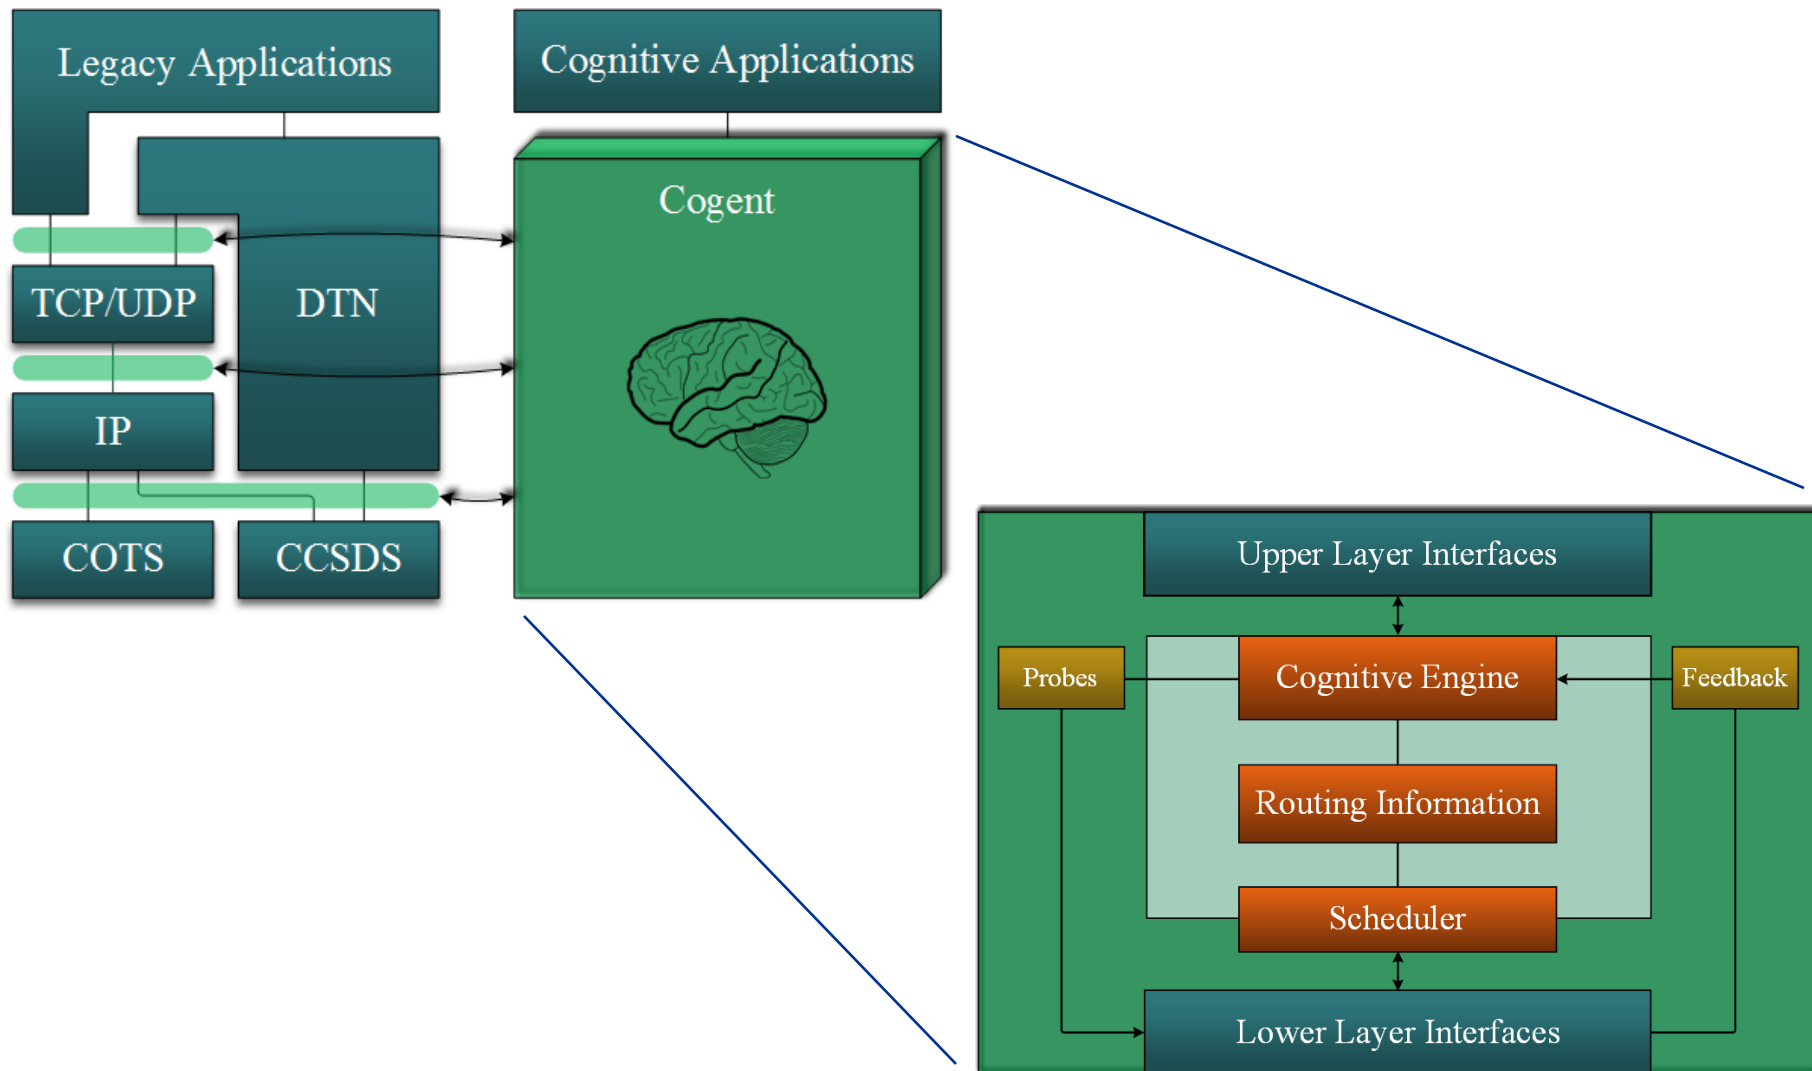 Legacy Applications
Cognitive Applications
Cogent
TCP/UDP
DTN
IP
COTS
CCSDS
Upper Layer Interfaces
Probes
Cognitive Engine
Feedback
Routing Information
Scheduler
Lower Layer Interfaces